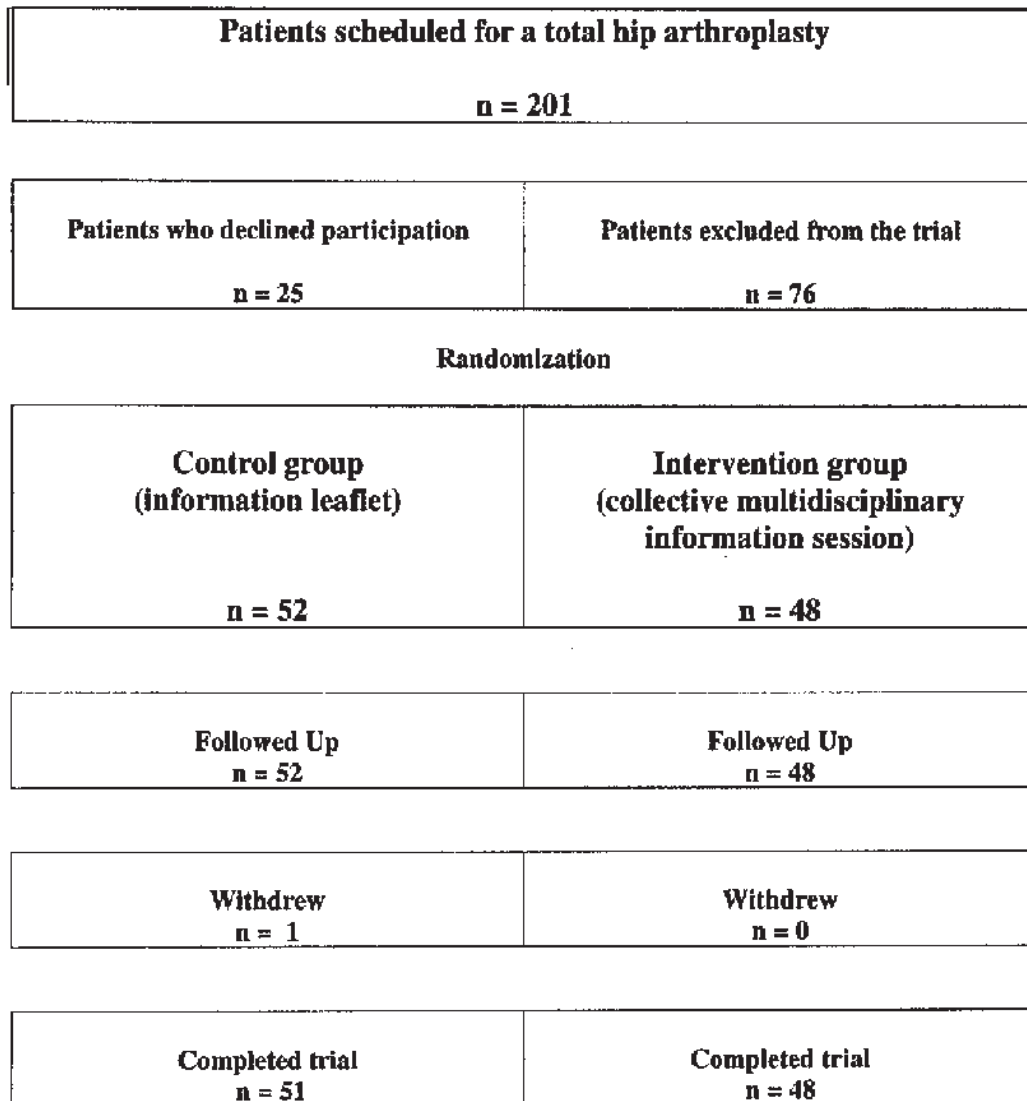 Patients scheduled for a total hip arthroplasty
n = 201
Patients who declined participation
n = 25
Patients excluded from the trial
n = 76
Randomization
Control group
(information leaflet)
n = 52
Intervention group
(collective multidisciplinary
information session)
n = 48
Followed Up
n = 52
Followed Up
n = 48
Withdrew
n = 1
Withdrew
n = 0
Completed trial
n = 51
Completed trial
n = 48